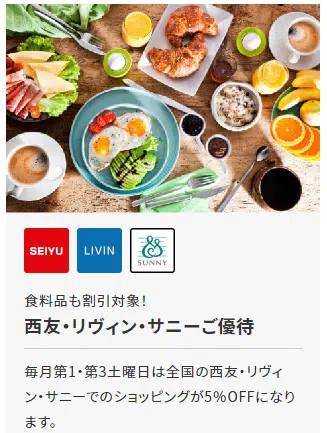 SEIYU
LIVIN
SUNNY
食料品も割引対象!
西友・リヴィン・サニーご優待
毎月第1・第3土曜日は全国の西友・リヴィ
ン・サニーでのショッピングが5%OFFになり
ます。